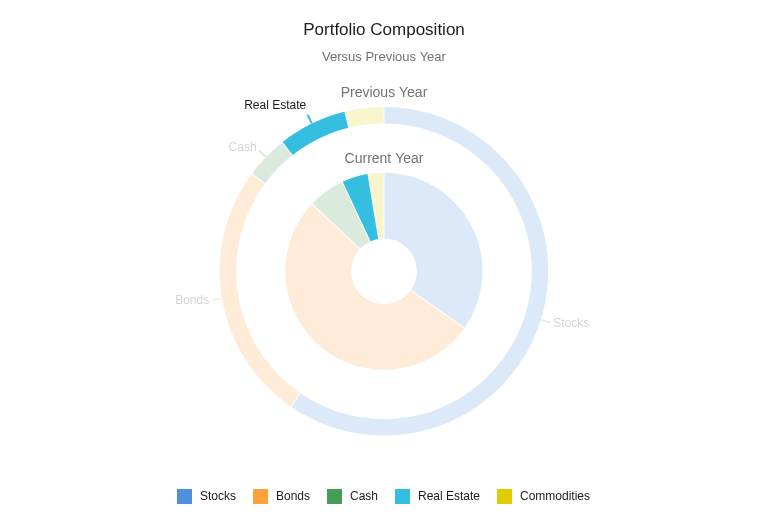 Portfolio Composition
Versus Previous Year
Previous Year
Real Estate
Cash
Current Year
Bonds
Stocks
Stocks Bonds Cash Real Estate Commodities